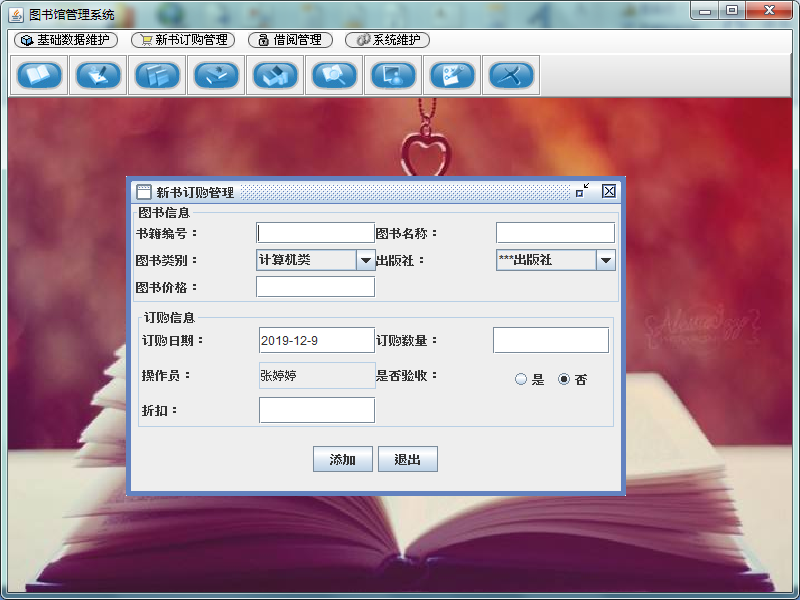 图书馆管理系统
基础数据维护 新书订购管理 借阅管理 系统维护
新书订购管理
图书信息
书籍编号： 图书名称：
图书类别： 计算机类 出版社： ***出版社
图书价格：
订购信息
订购日期： 2019-12-9 订购数量：
操作员： 张婷婷 是否验收： 是 否
折扣：
添加 退出